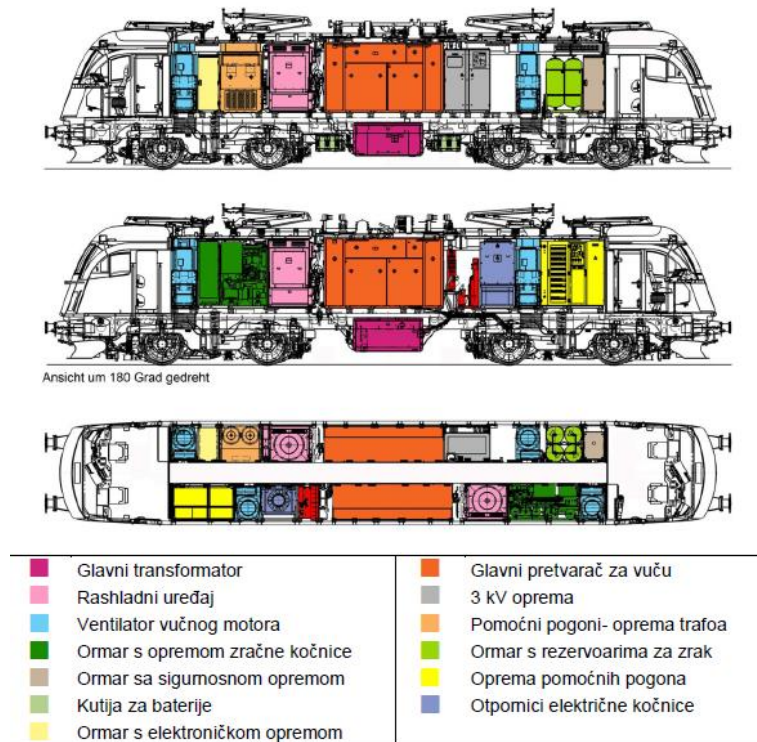 Ansicht um 180 Grad gedreht
Glavni transformator
Rashladni uređaj
Ventilator vučnog motora
Ormar s opremom zračne kočnice
Ormar sa sigurnosnom opremom
Kutija za baterije
Ormar s elektroničkom opremom
Glavni pretvarač za vuču
3 kV oprema
Pomoćni pogoni- oprema trafoa
Ormar s rezervoarima za zrak
Oprema pomoćnih pogona
Otpornici električne kočnice